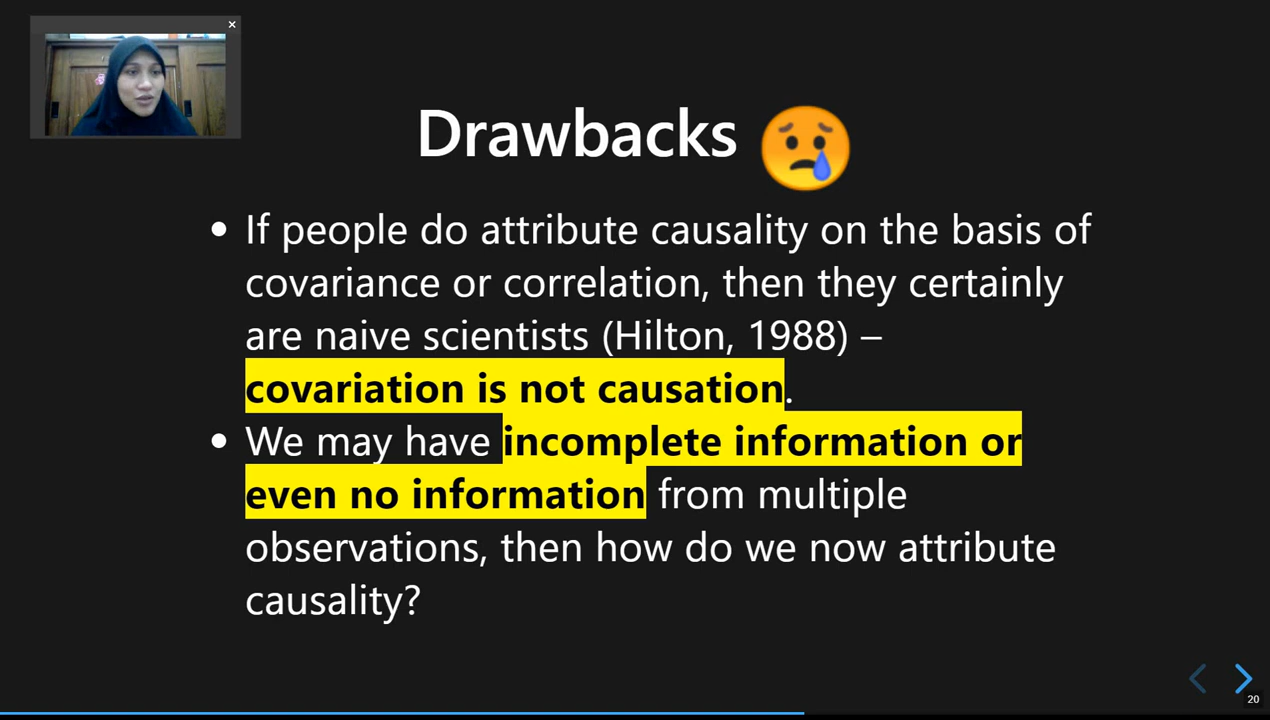 Drawbacks
• If people do attribute causality on the basis of
covariance or correlation, then they certainly
are naive scientists (Hilton, 1988) –
covariation is not causation.
• We may have incomplete information or
even no information from multiple
observations, then how do we now attribute
causality?
20